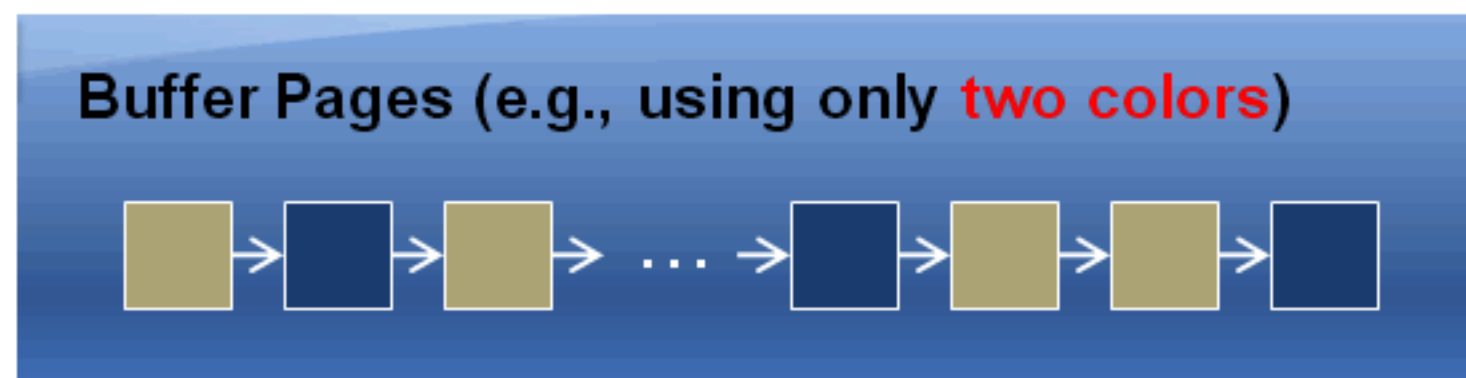 Buffer Pages (e.g., using only two colors)
...